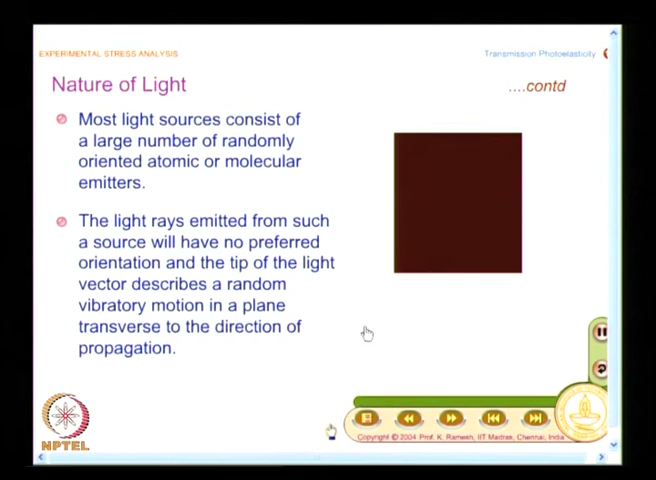 EXPERIMENTAL STRESS ANALYSIS
Transmission Photoelasticity
Nature of Light
....contd
Most light sources consist of
a large number of randomly
oriented atomic or molecular
emitters.
The light rays emitted from such
a source will have no preferred
orientation and the tip of the light
vector describes a random
vibratory motion in a plane
transverse to the direction of
propagation.
NPTEL
Copyright © 2004 Prof. K. Ramesh, IIT Madras, Chennai, India